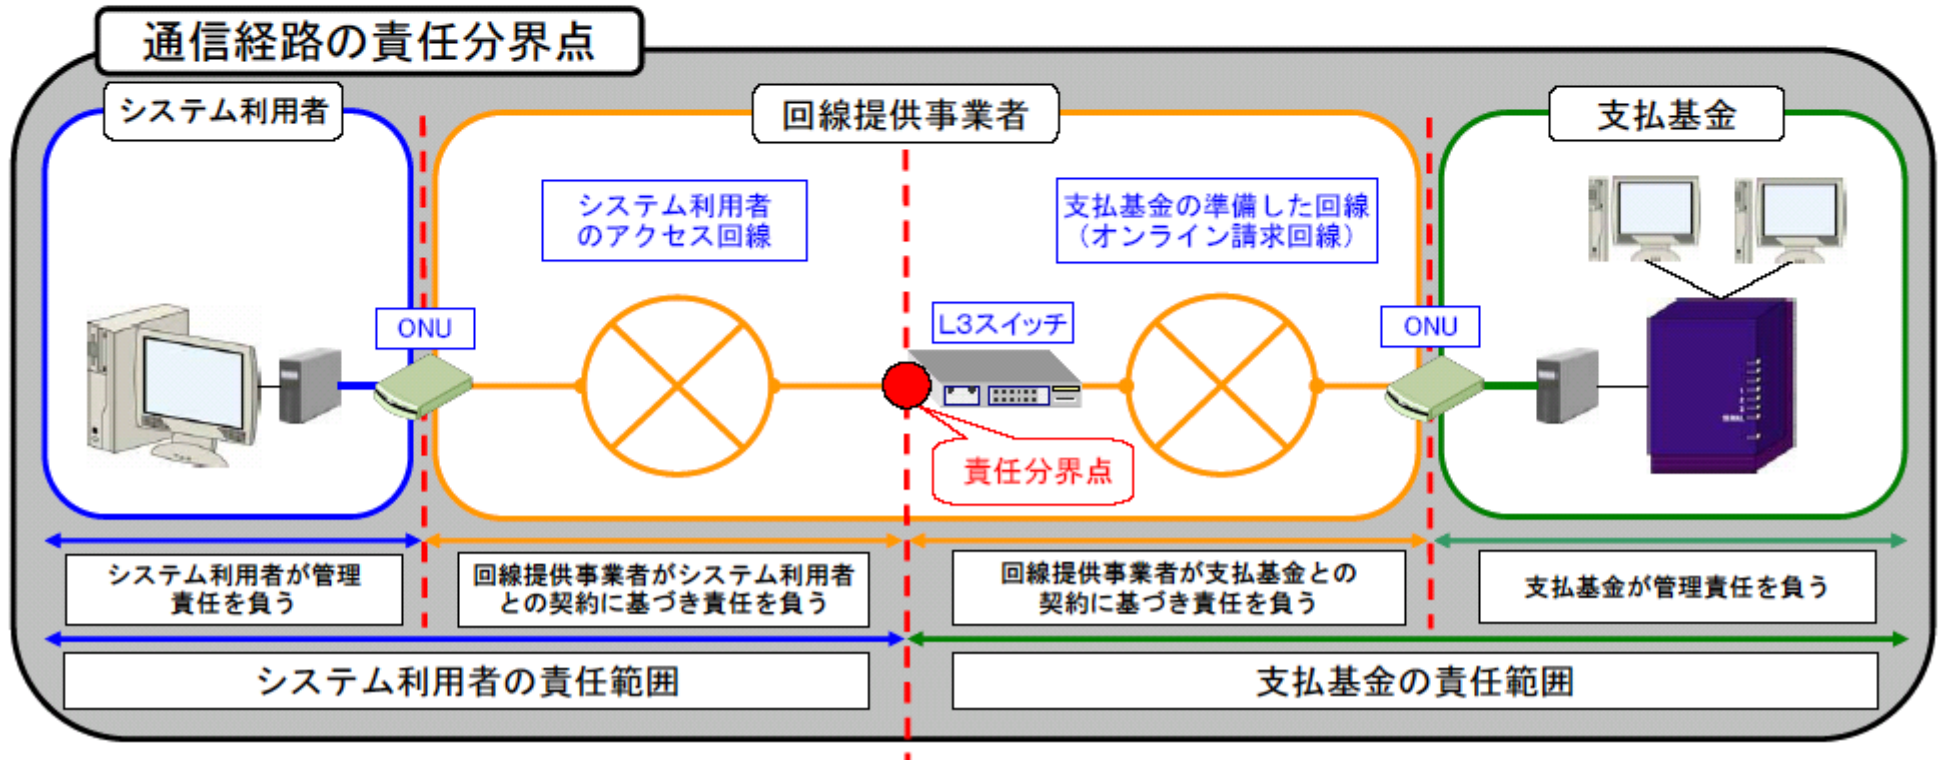 通信経路の責任分界点
システム利用者
回線提供事業者
支払基金
システム利用者
のアクセス回線
支払基金の準備した回線
（オンライン請求回線）
ONU
L3スイッチ
ONU
責任分界点
システム利用者が管理
責任を負う
回線提供事業者がシステム利用者
との契約に基づき責任を負う
回線提供事業者が支払基金との
契約に基づき責任を負う
支払基金が管理責任を負う
システム利用者の責任範囲
支払基金の責任範囲